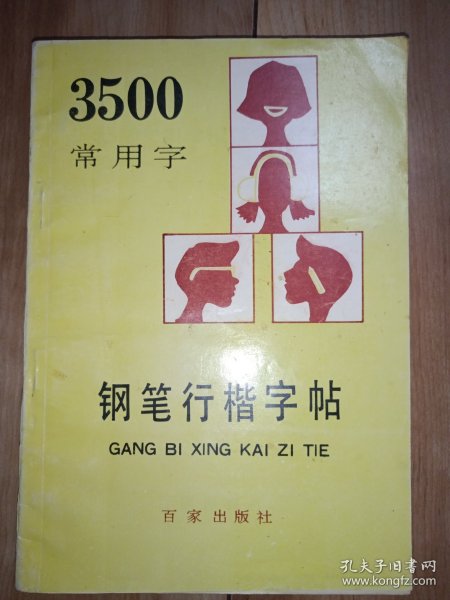 3500
常用字
钢笔行楷字帖
GANG BI XING KAI ZI TIE
百家出版社
孔夫子旧书网
www.kongfz.com